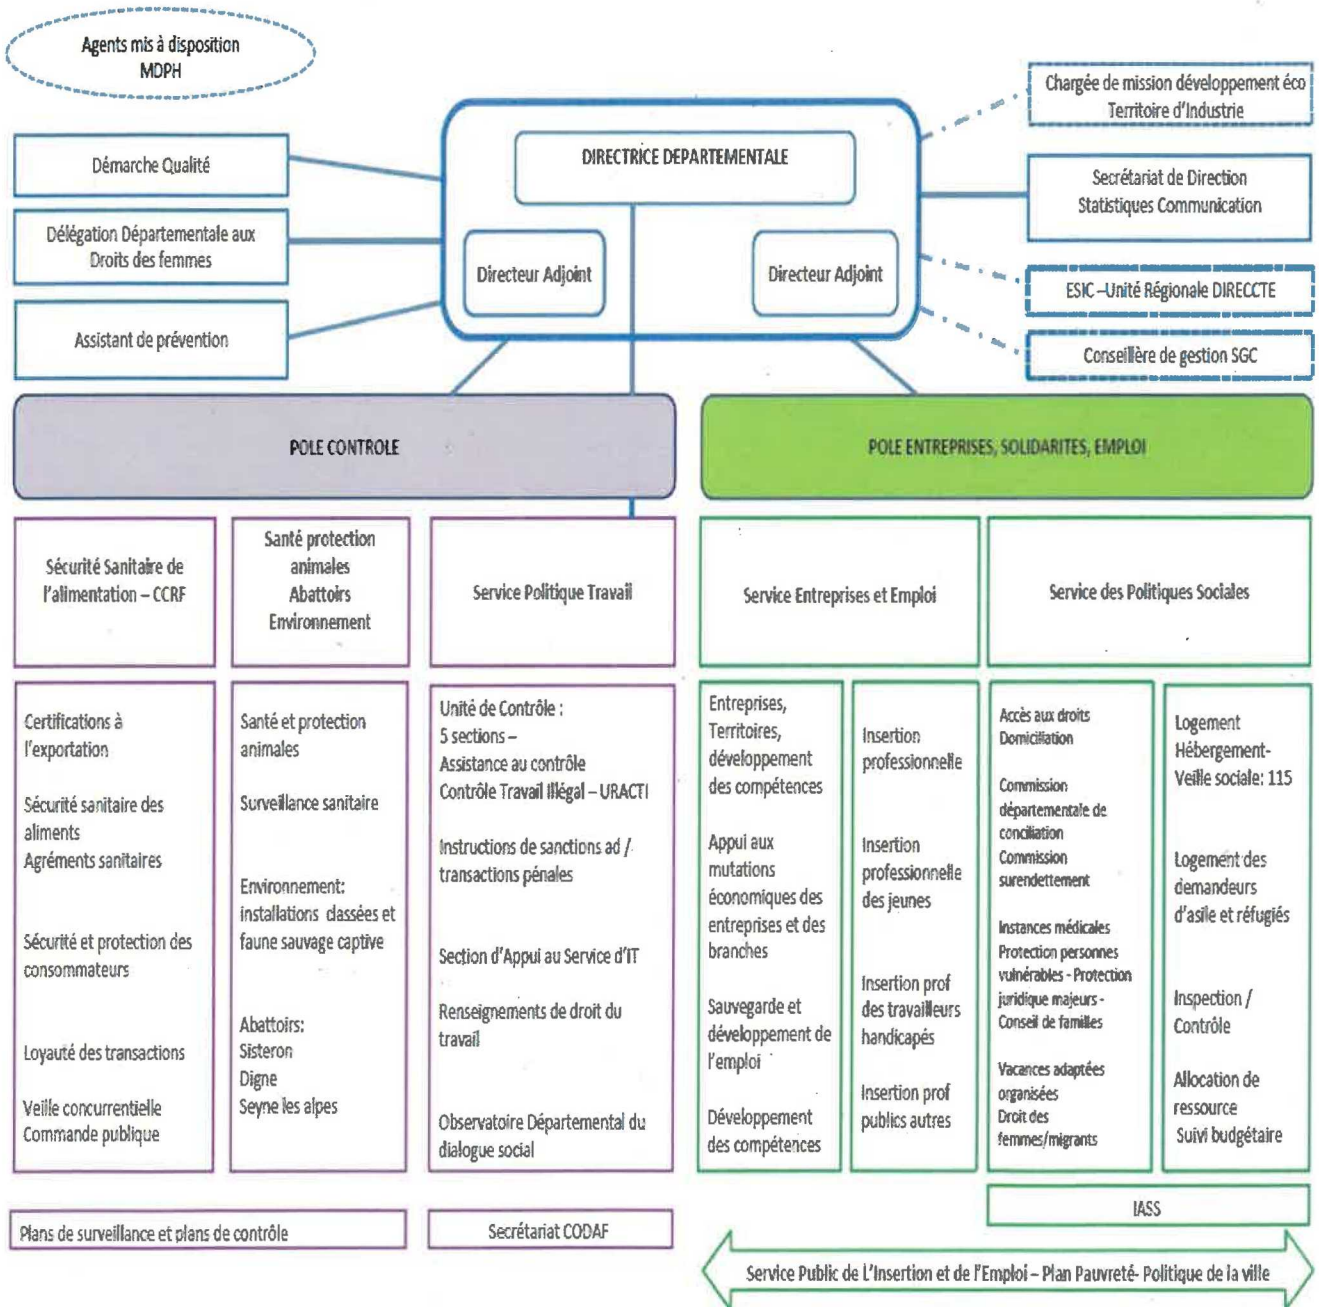 Agents mis à disposition
MDPH
Chargée de mission développement éco
Territoire d'Industrie
DIRECTRICE DEPARTEMENTALE
Démarche Qualité
Secrétariat de Direction
Statistiques Communication
Délégation Départementale aux
Droits des femmes
Directeur Adjoint
Directeur Adjoint
ESIC –Unité Régionale DIRECCTE
Assistant de prévention
Conseillère de gestion SGC
POLE CONTROLE
POLE ENTREPRISES, SOLIDARITES, EMPLOI
Sécurité Sanitaire de
l'alimentation – CCRF
Santé protection
animales
Abattoirs
Environnement
Service Politique Travail
Service Entreprises et Emploi
Service des Politiques Sociales
Certifications à
l'exportation
Sécurité sanitaire des
aliments
Agréments sanitaires
Sécurité et protection des
consommateurs
Loyauté des transactions
Veille concurrentielle
Commande publique
Santé et protection
animales
Surveillance sanitaire
Environnement:
installations classées et
faune sauvage captive
Abattoirs:
Sisteron
Digne
Seyne les alpes
Unité de Contrôle :
5 sections –
Assistance au contrôle
Contrôle Travail Illégal – URACTI
Instructions de sanctions ad /
transactions pénales
Section d'Appui au Service d'IT
Renseignements de droit du
travail
Observatoire Départemental du
dialogue social
Entreprises,
Territoires,
développement
des compétences
Appui aux
mutations
économiques des
entreprises et des
branches
Sauvegarde et
développement de
l'emploi
Développement
des compétences
Insertion
professionnelle
Insertion
professionnelle
des jeunes
Insertion prof
des travailleurs
handicapés
Insertion prof
publics autres
Accès aux droits
Domiciliation
Commission
départementale de
conciliation
Commission
surendettement
Instances médicales
Protection personnes
vulnérables - Protection
juridique majeurs -
Conseil de familles
Vacances adaptées
organisées
Droit des
femmes/migrants
Logement
Hébergement-
Veille sociale: 115
Logement des
demandeurs
d'asile et réfugiés
Inspection /
Contrôle
Allocation de
ressource
Suivi budgétaire
Plans de surveillance et plans de contrôle
Secrétariat CODAF
IASS
Service Public de L'Insertion et de l'Emploi – Plan Pauvreté- Politique de la ville